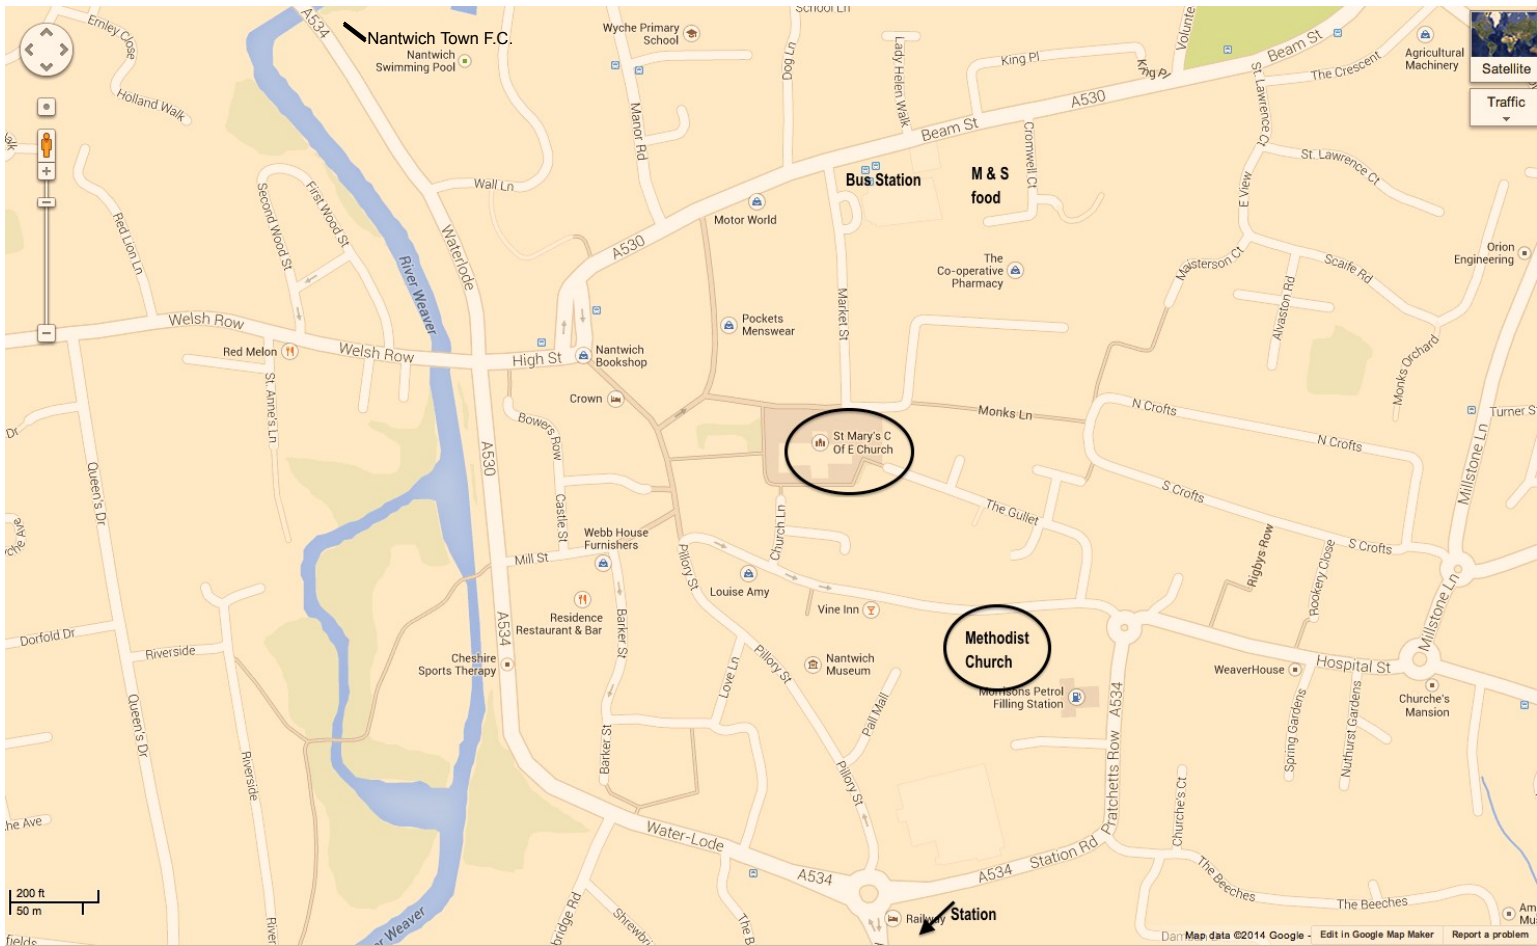 A534
Nantwich Town F.C.
Nantwich
Swimming Pool
Wyche Primary
School
School Ln
Dog Ln
Lady Helen Walk
King Pl
King Pl
Beam St
A530
Beam St
The Crescent
Agricultural
Machinery
Satellite
Traffic
Ernley Close
Holland Walk
Manor Rd
Wall Ln
Waterlode
River Weaver
Red Lion Ln
Second Wood St
First Wood St
Motor World
A530
Bus Station
M & S
food
Cromwell Ct
St. Lawrence Ct
St. Lawrence Ct
E View
Maisterson Ct
Scaife Rd
Alvaston Rd
Orion
Engineering
The
Co-operative
Pharmacy
Market St
Pockets
Menswear
Welsh Row
Welsh Row
Red Melon
High St
Nantwich
Bookshop
Crown
Bowers Row
St. Anne's Ln
Queen's Dr
A530
Castle St
St Mary's C
Of E Church
Monks Ln
N Crofts
N Crofts
Monks Orchard
Turner S
Millstone Ln
S Crofts
S Crofts
The Gullet
Church Ln
Webb House
Furnishers
Mill St
Pillory St
Louise Amy
Vine Inn
Rigbys Row
Rookery Close
Millstone Ln
Residence
Restaurant & Bar
Barker St
A534
Cheshire
Sports Therapy
Love Ln
Pillory St
Nantwich
Museum
Methodist
Church
Morrisons Petrol
Filling Station
WeaverHouse
Hospital St
Churche's
Mansion
Dorfold Dr
Riverside
Queen's Dr
Riverside
Pall Mall
Pillory St
Barker St
Pratchetts Row
A534
Spring Gardens
Nuthurst Gardens
Churche's Ct
Water-Lode
A534
A534
Station Rd
The Beeches
The Beeches
Railway
Station
Shrewbri
200 ft
50 m
Map data ©2014 Google -
Edit in Google Map Maker
Report a problem